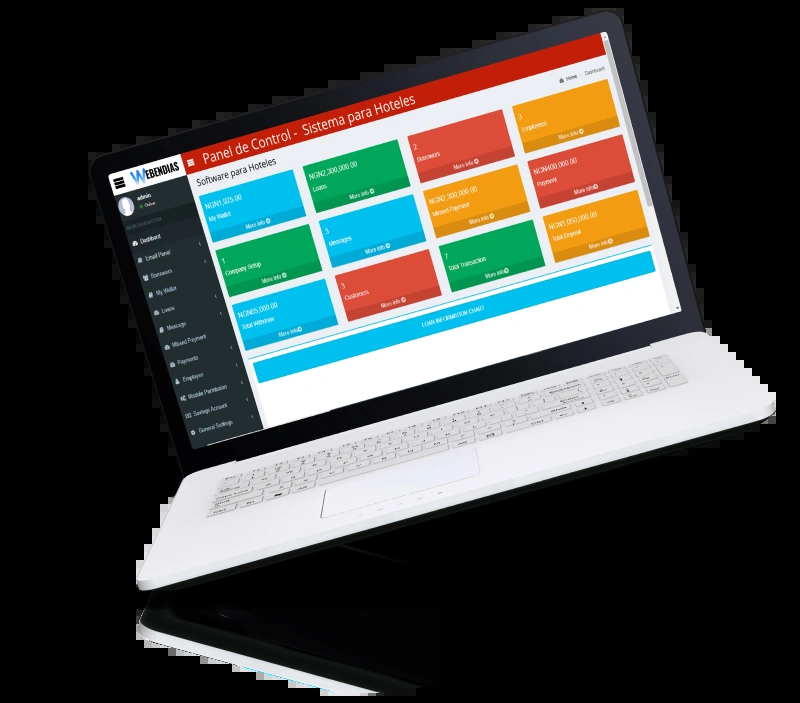 WEBENDIAS
Panel de Control - Sistema para Hoteles
Home
Dashboard
Software para Hoteles
admin
Online
Dashboard
Email Panel
Borrowers
My Wallet
Loans
Message
Missed Payment
Payments
Employee
Module Permission
Savings Account
General Settings
NGN1,025.00
My Wallet
More info
NGN2,300,000.00
Loans
More info
2
Borrowers
More info
3
Employees
More info
1
Company Setup
More info
3
Messages
More info
NGN2,300,000.00
Missed Payment
More info
NGN400,000.00
Payment
More info
Total Withdraw
More info
3
Customers
More info
7
Total Transaction
More info
NGN1,050,000.00
Total Deposit
More info
LOAN INFORMATION CHART